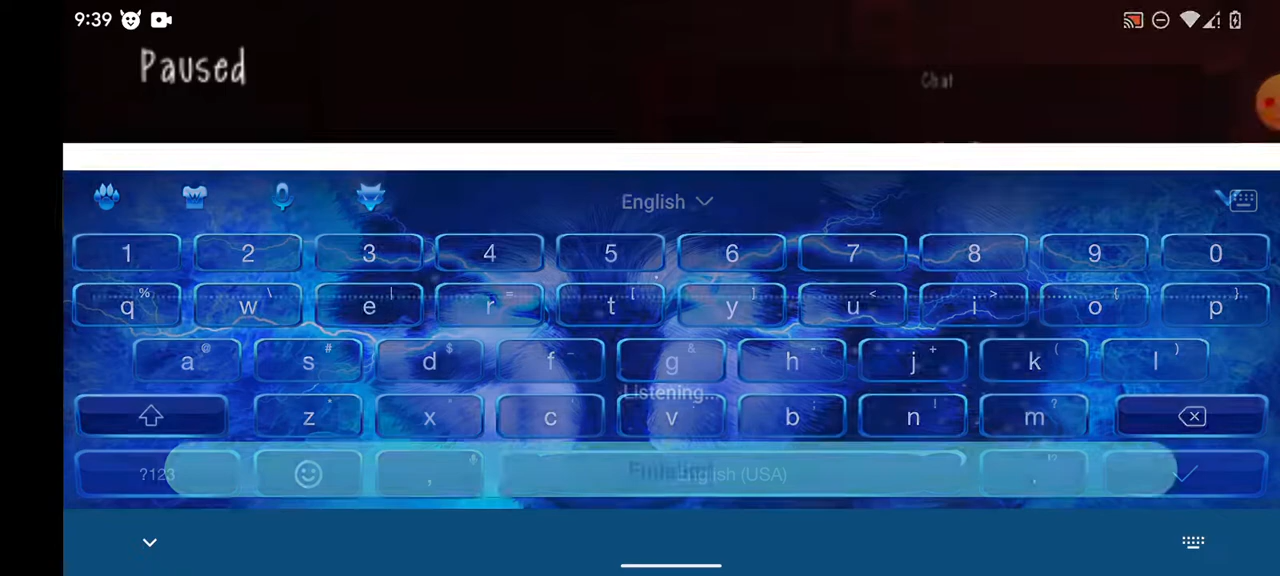 9:39
Paused
Chat
English
1 2 3 4 5 6 7 8 9 0
q % w \ e | r = t [ y ] u < i > o { p }
a @ s # d $ f _ g & h - j + k ( l )
Listening...
z x c v b n ! m ?
?123 , English (USA) .